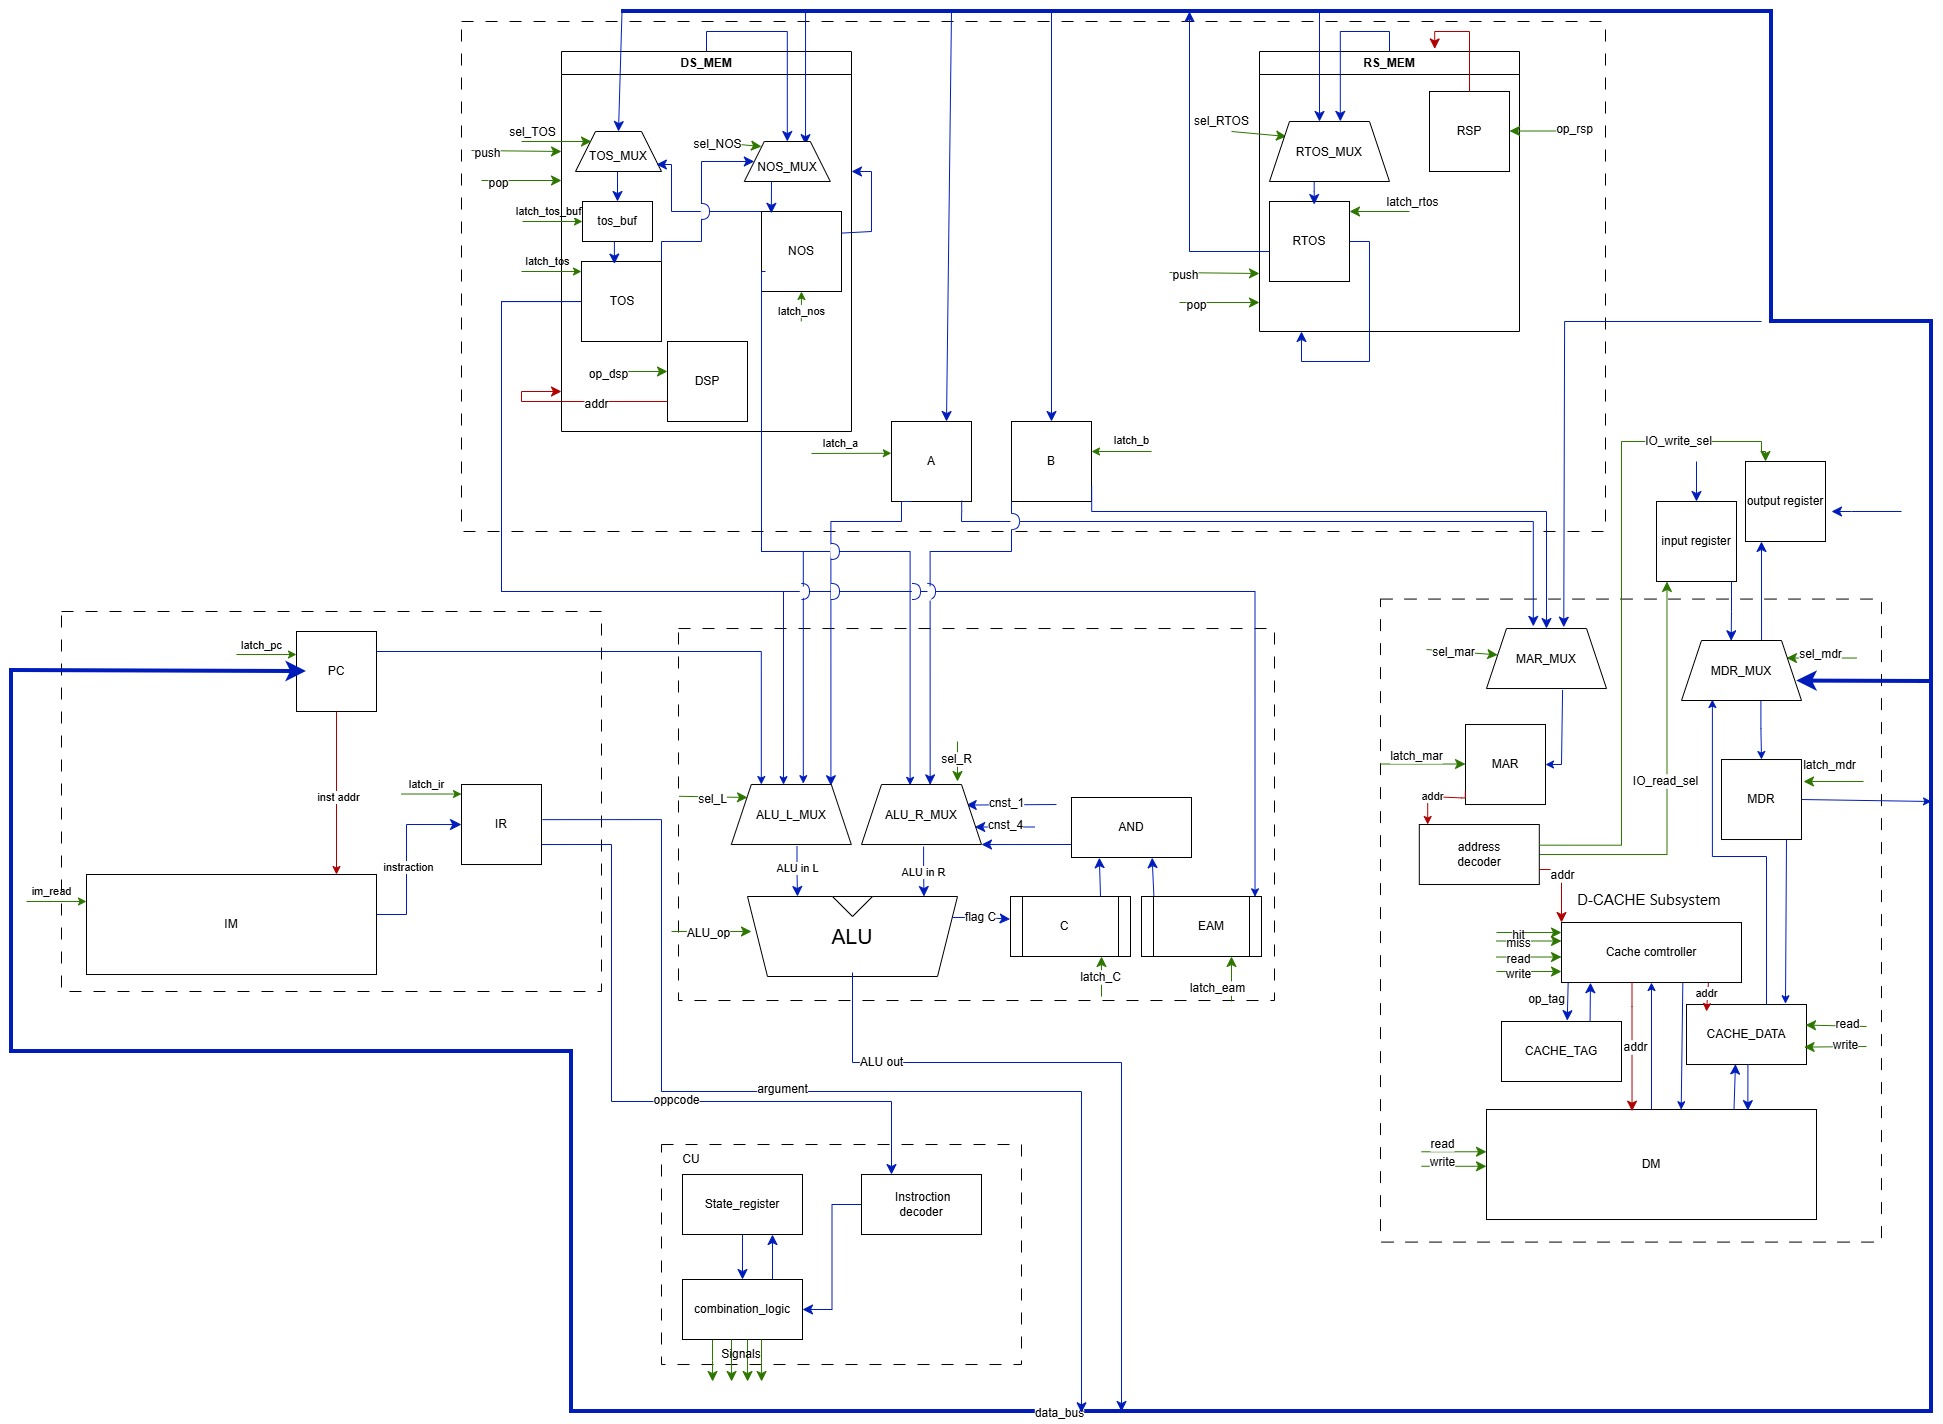 DS_MEM
RS_MEM
sel_TOS
push
pop
TOS_MUX
sel_NOS
NOS_MUX
latch_tos_buf
tos_buf
NOS
latch_tos
TOS
latch_nos
op_dsp
DSP
addr
sel_RTOS
RTOS_MUX
RSP
op_rsp
latch_rtos
RTOS
push
pop
latch_a
A
B
latch_b
IO_write_sel
output register
input register
latch_pc
PC
inst addr
latch_ir
IR
instraction
im_read
IM
sel_R
sel_L
ALU_L_MUX
ALU_R_MUX
cnst_1
cnst_4
AND
ALU in L
ALU in R
ALU_op
ALU
flag C
C
EAM
latch_C
latch_eam
ALU out
sel_mar
MAR_MUX
MDR_MUX
sel_mdr
latch_mar
MAR
IO_read_sel
MDR
latch_mdr
addr
address
decoder
addr
D-CACHE Subsystem
hit
miss
read
write
Cache comtroller
op_tag
addr
addr
CACHE_TAG
CACHE_DATA
read
write
read
write
DM
argument
oppcode
CU
State_register
Instroction
decoder
combination_logic
Signals
data_bus